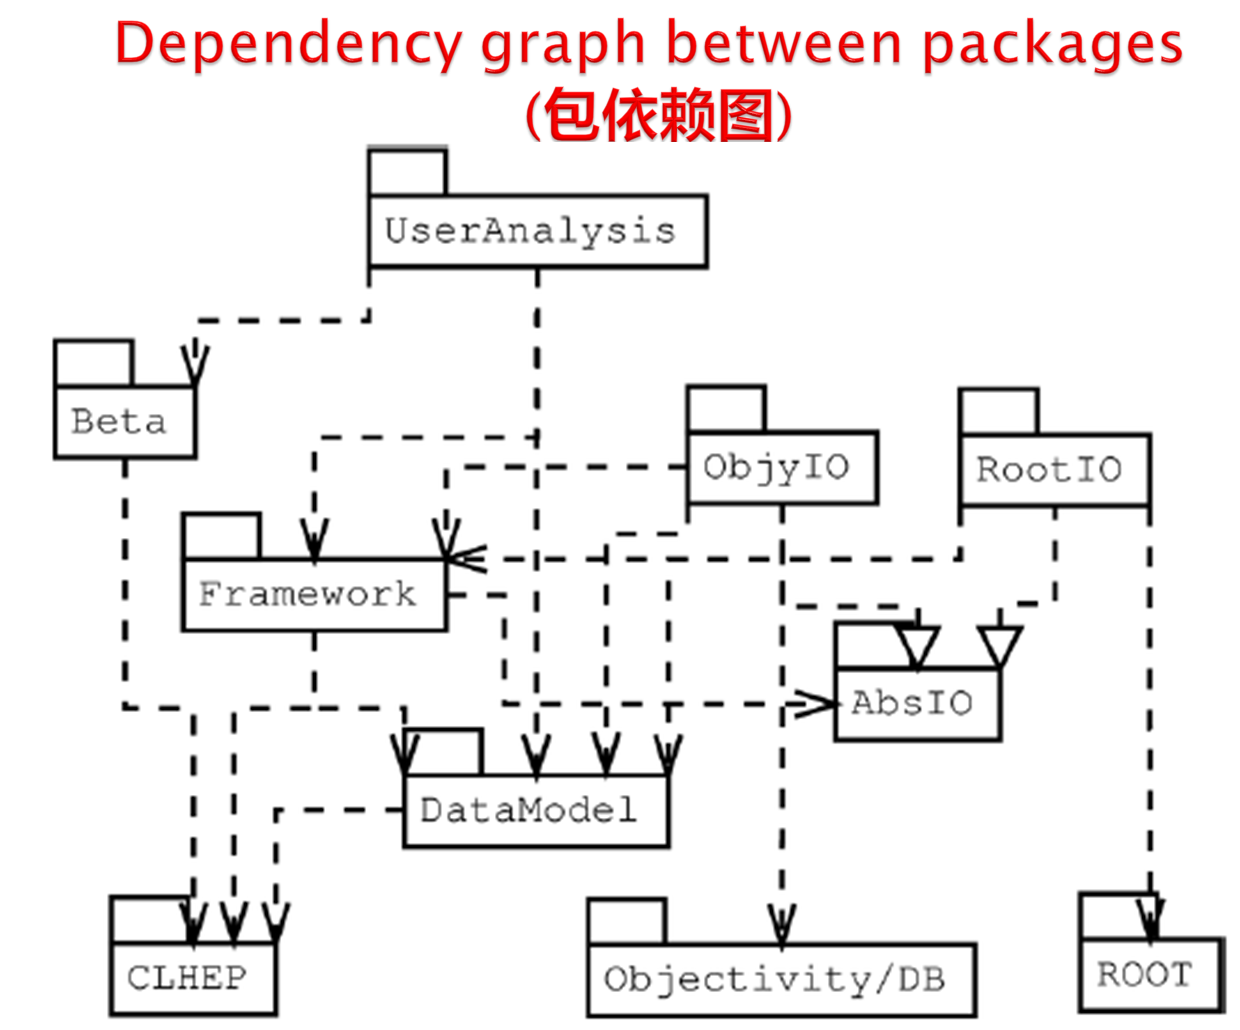 Dependency graph between packages
(包依赖图)
UserAnalysis
Beta
ObjyIO
RootIO
Framework
AbsIO
DataModel
CLHEP
Objectivity/DB
ROOT